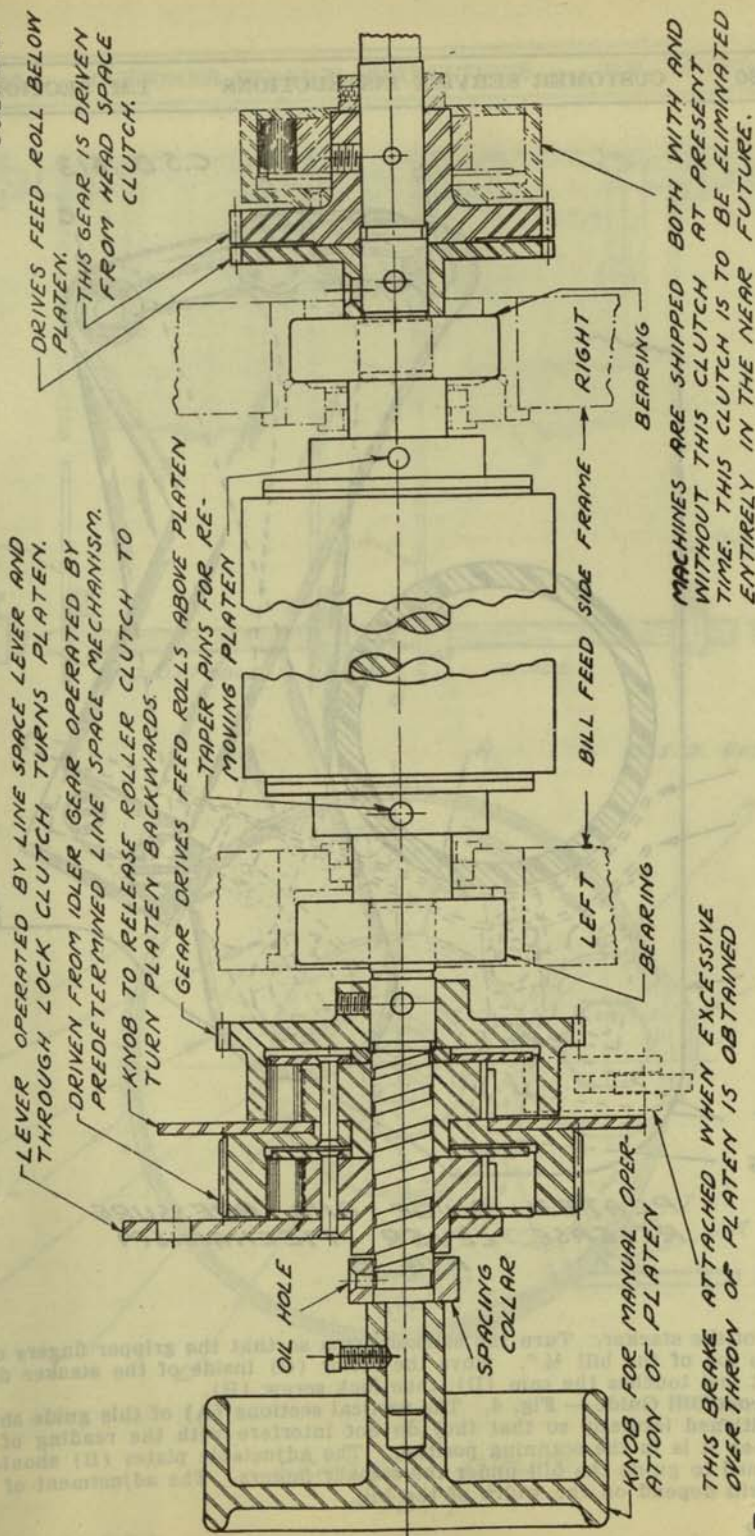 LEVER OPERATED BY LINE SPACE LEVER AND
THROUGH LOCK CLUTCH TURNS PLATEN.
DRIVEN FROM IDLER GEAR OPERATED BY
PREDETERMINED LINE SPACE MECHANISM.
KNOB TO RELEASE ROLLER CLUTCH TO
TURN PLATEN BACKWARDS.
GEAR DRIVES FEED ROLLS ABOVE PLATEN
TAPER PINS FOR RE-
MOVING PLATEN
DRIVES FEED ROLL BELOW
PLATEN.
THIS GEAR IS DRIVEN
FROM HEAD SPACE
CLUTCH.
OIL HOLE
SPACING
COLLAR
LEFT
BILL FEED SIDE FRAME
RIGHT
BEARING
BEARING
KNOB FOR MANUAL OPER-
ATION OF PLATEN
THIS BRAKE ATTACHED WHEN EXCESSIVE
OVERTHROW OF PLATEN IS OBTAINED
MACHINES ARE SHIPPED BOTH WITH AND
WITHOUT THIS CLUTCH AT PRESENT
TIME. THIS CLUTCH IS TO BE ELIMINATED
ENTIRELY IN THE NEAR FUTURE.